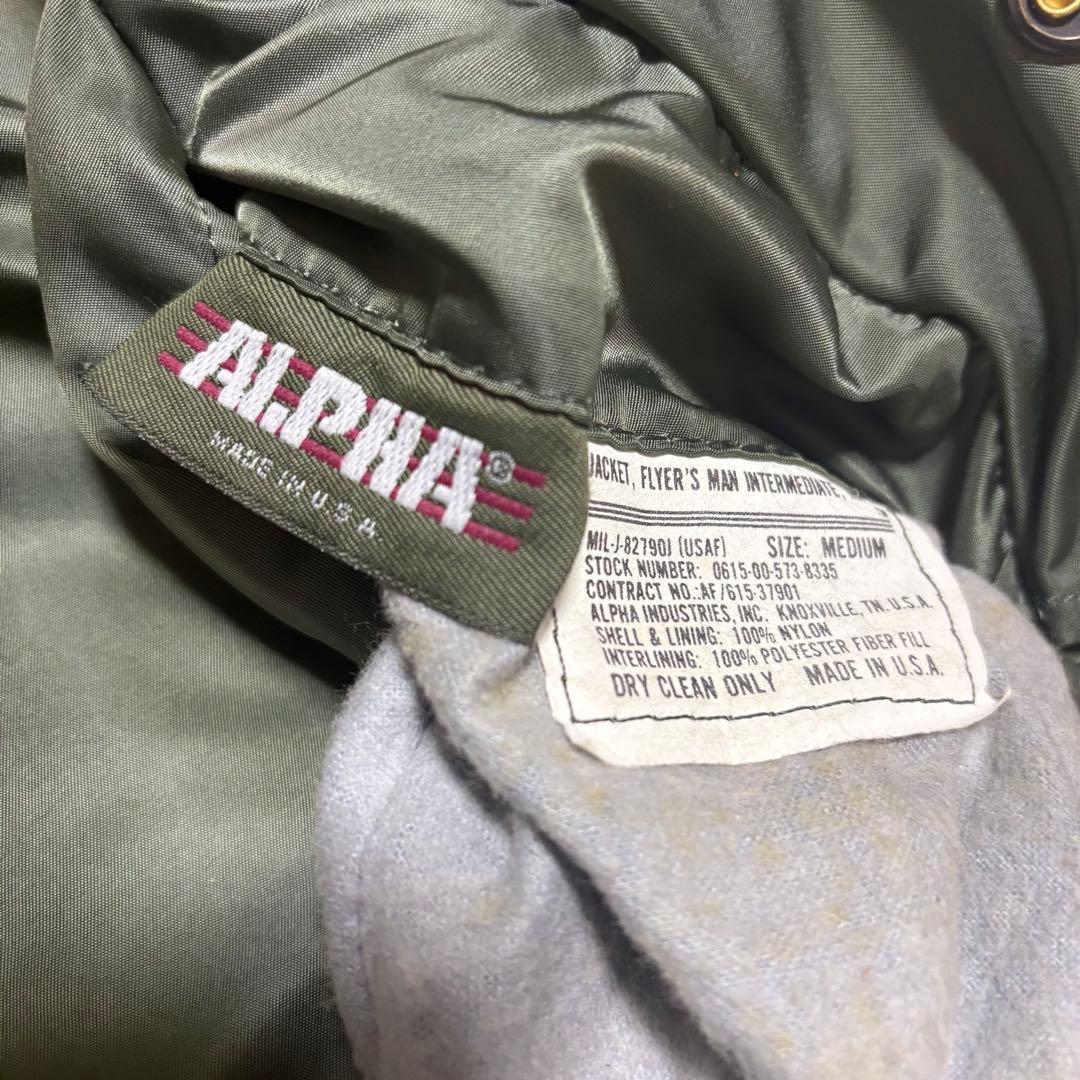 ALPHA®
MADE IN U.S.A.
JACKET, FLYER'S MAN INTERMEDIATE,
MIL-J-8279OJ (USAF) SIZE: MEDIUM
STOCK NUMBER: 0615-00-573-8335
CONTRACT NO.:AF/615-37901
ALPHA INDUSTRIES, INC. KNOXVILLE, TN. U.S.A.
SHELL & LINING: 100% NYLON
INTERLINING: 100% POLYESTER FIBER FILL
DRY CLEAN ONLY MADE IN U.S.A.